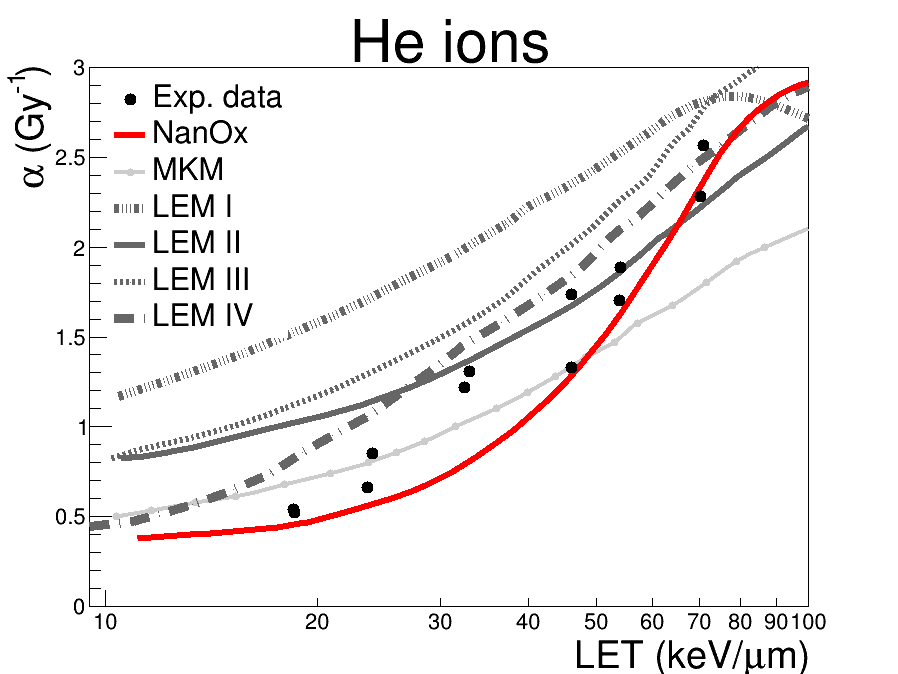 He ions
α (Gy⁻¹)
3
2.5
2
1.5
1
0.5
0
Exp. data
NanOx
MKM
LEM I
LEM II
LEM III
LEM IV
10 20 30 40 50 60 70 80 90 100
LET (keV/μm)